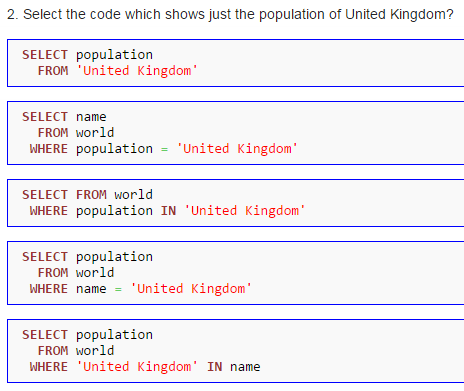 2. Select the code which shows just the population of United Kingdom?
SELECT population
FROM 'United Kingdom'
SELECT name
FROM world
WHERE population = 'United Kingdom'
SELECT FROM world
WHERE population IN 'United Kingdom'
SELECT population
FROM world
WHERE name = 'United Kingdom'
SELECT population
FROM world
WHERE 'United Kingdom' IN name